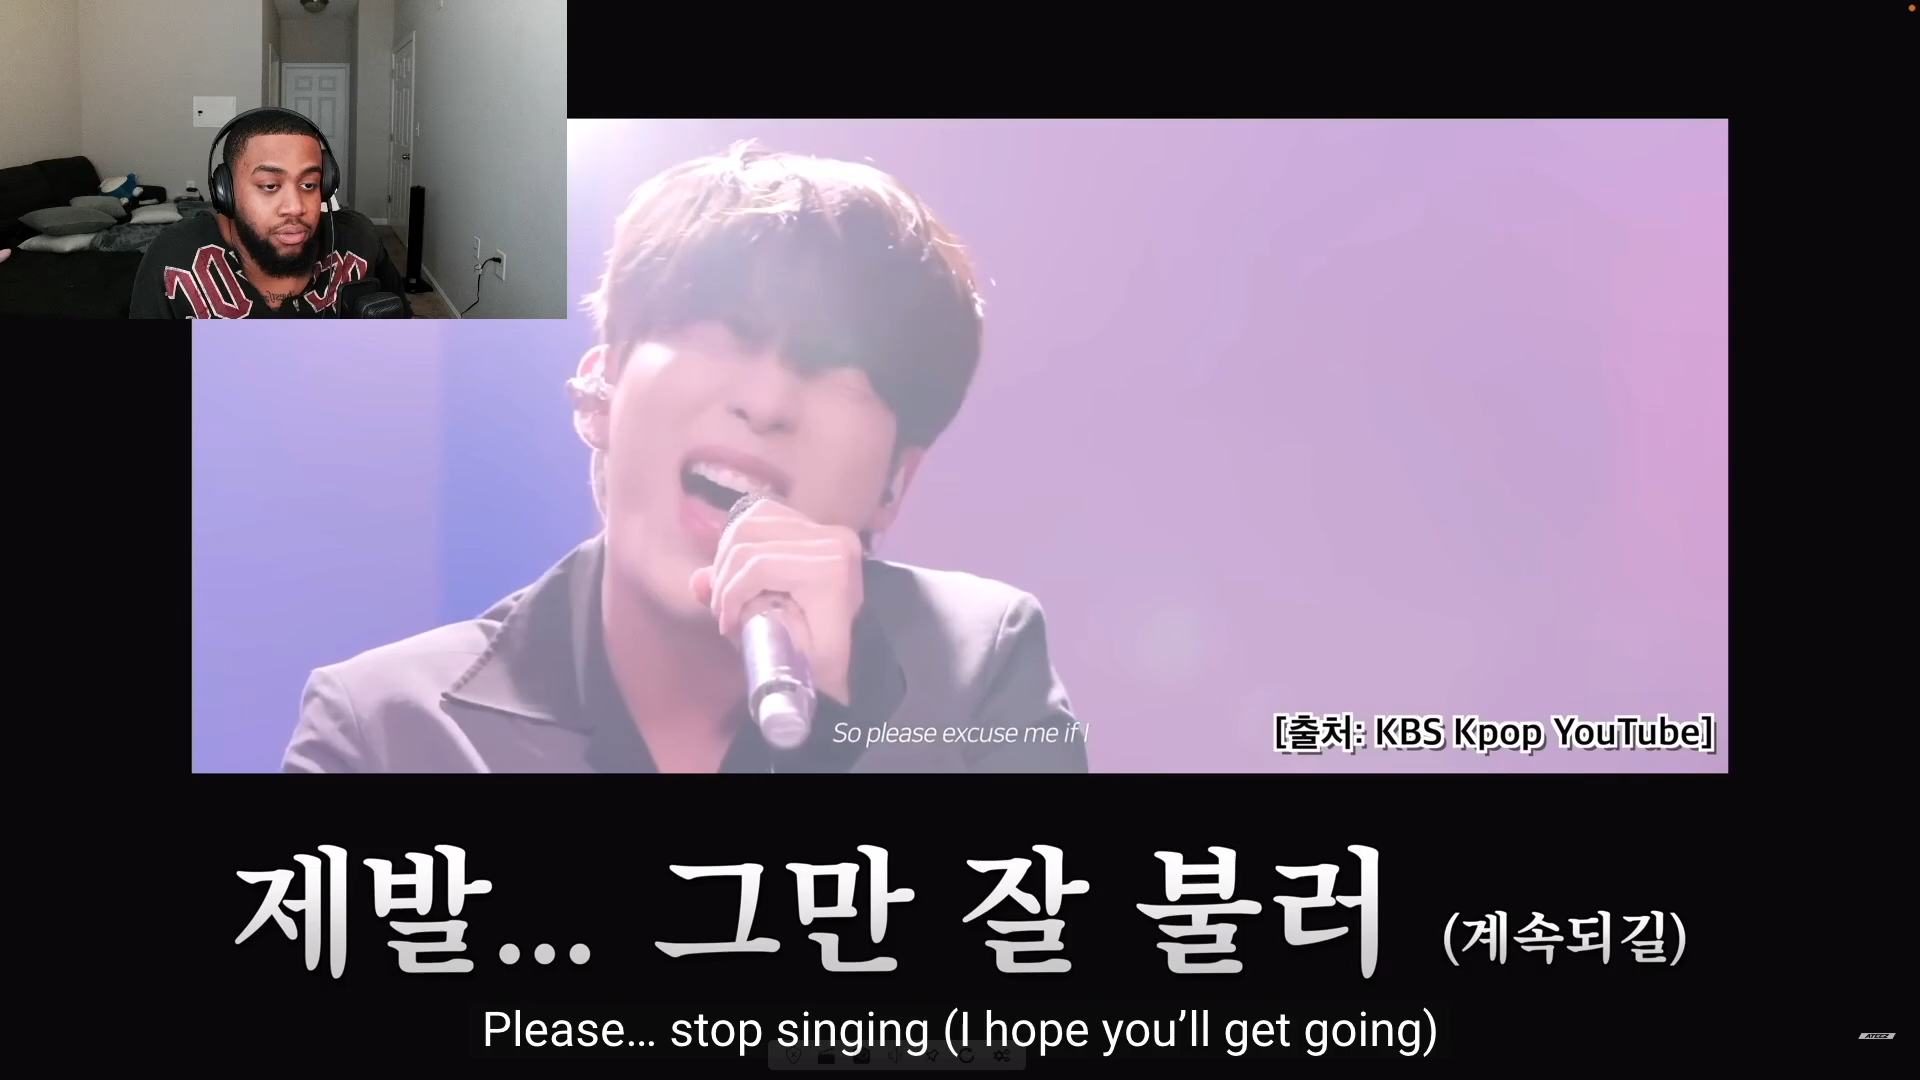 So please excuse me if I
[출처: KBS Kpop YouTube]
제발... 그만 잘 불러 (계속되길)
Please... stop singing (I hope you’ll get going)
ATEEZ